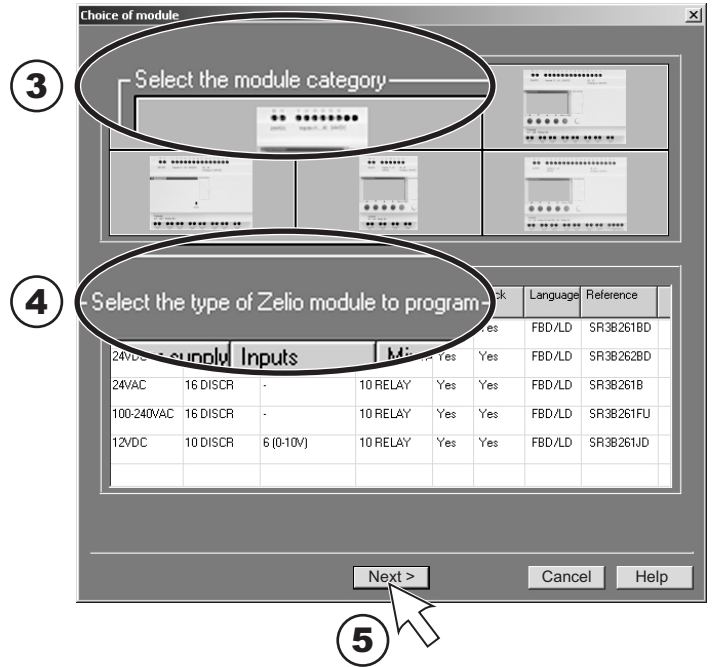 Choice of module
3
Select the module category
4
Select the type of Zelio module to program
Language Reference
supply Inputs
Yes FBD/LD SR3B261BD
24VDC Yes Yes FBD/LD SR3B262BD
24VAC 16 DISCR - 10 RELAY Yes Yes FBD/LD SR3B261B
100-240VAC 16 DISCR - 10 RELAY Yes Yes FBD/LD SR3B261FU
12VDC 10 DISCR 6 (0-10V) 10 RELAY Yes Yes FBD/LD SR3B261JD
Next > Cancel Help
5